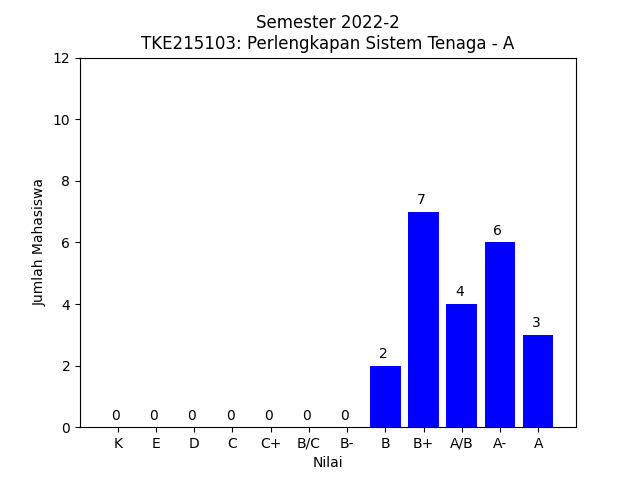 Semester 2022-2
TKE215103: Perlengkapan Sistem Tenaga - A
12
10
8
6
4
2
0
Jumlah Mahasiswa
0 0 0 0 0 0 0 2 7 4 6 3
K E D C C+ B/C B- B B+ A/B A- A
Nilai